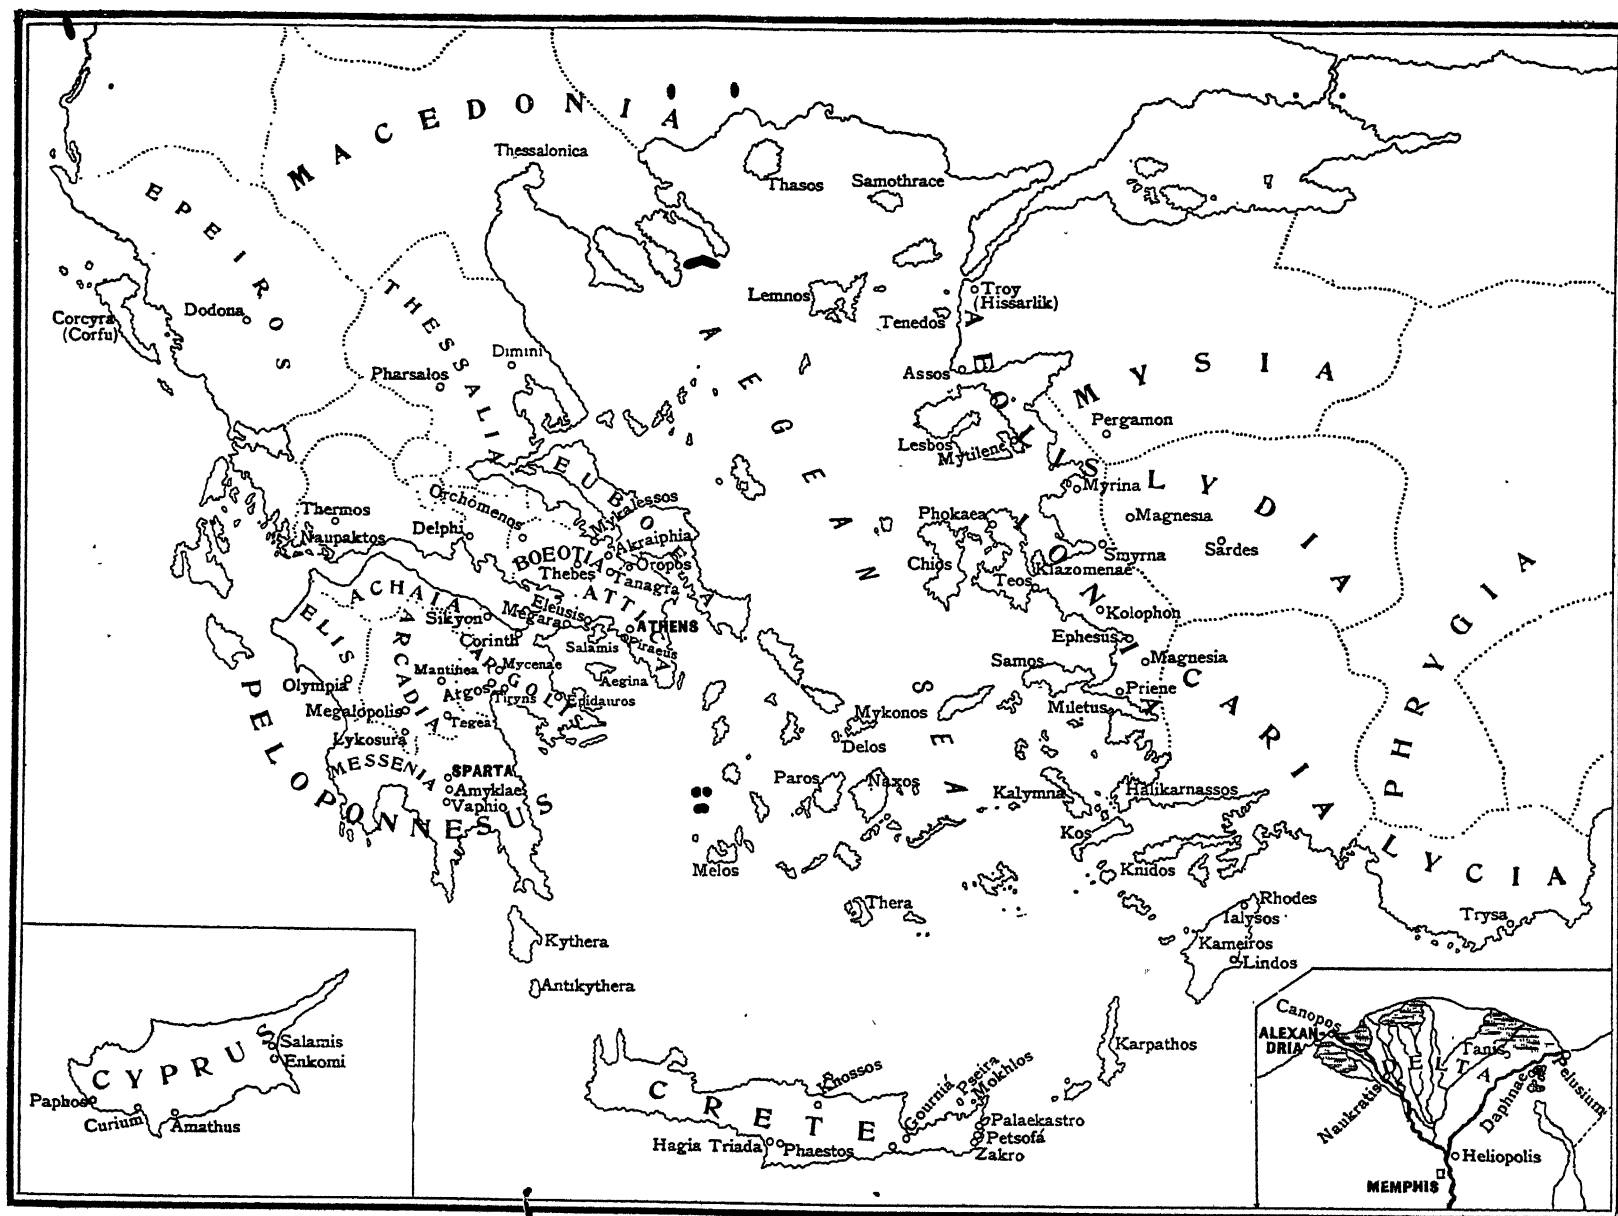 MACEDONIA
Thessalonica
Thasos
Samothrace
EPEIROS
THESSALIA
Lemnos
Troy
(Hissarlik)
Tenedos
Dodona
Corcyra
(Corfu)
Dimini
Pharsalos
AEGEAN SEA
Assos
AEOLIS
MYSIA
Pergamon
Lesbos
Mytilene
Myrina
LYDIA
Magnesia
Sardes
Smyrna
Phokaea
IONIA
Chios
Klazomenae
Teos
Kolophon
Ephesus
Magnesia
Samos
Priene
Miletus
CARIA
PHRYGIA
EUBOEA
Orchomenos
Mykalessos
Thermos
Naupaktos
Delphi
Akraiphia
BOEOTIA
Thebes
Oropos
Tanagra
ATTICA
ACHAIA
ELIS
Sikyon
Megara
Eleusis
ATHENS
Piraeus
Salamis
Corinth
ARCADIA
ARGOLIS
Mantinea
Mycenae
Aegina
Olympia
Argos
Tiryns
Epidauros
Megalopolis
Tegea
Lykosura
MESSENIA
SPARTA
Amyklae
Vaphio
PELOPONNESUS
Mykonos
Delos
Paros
Naxos
Kalymna
Halikarnassos
Kos
Knidos
Melos
Thera
LYCIA
Trysa
Rhodes
Ialysos
Kameiros
Lindos
Kythera
Antikythera
Karpathos
CRETE
Knossos
Gourniá
Pseira
Mokhlos
Palaekastro
Petsofá
Zakro
Hagia Triada
Phaestos
CYPRUS
Salamis
Enkomi
Paphos
Curium
Amathus
Canopos
ALEXAN-
DRIA
DELTA
Tanis
Naukratis
Daphnae
Pelusium
Heliopolis
MEMPHIS